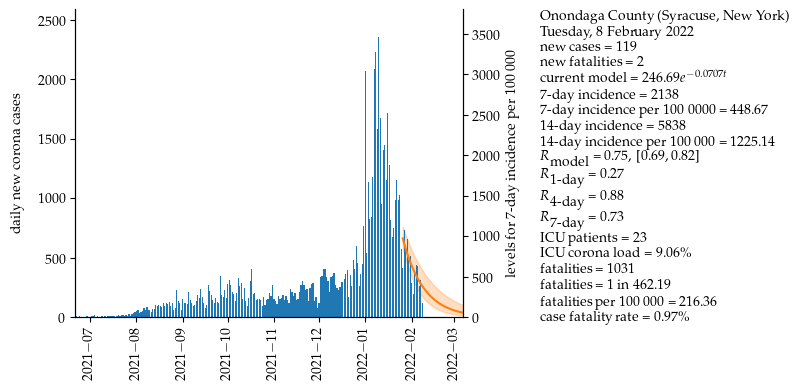 Onondaga County (Syracuse, New York)
Tuesday, 8 February 2022
new cases = 119
new fatalities = 2
current model = 246.69e^{−0.0707t}
7-day incidence = 2138
7-day incidence per 100 0000 = 448.67
14-day incidence = 5838
14-day incidence per 100 000 = 1225.14
R_model = 0.75, [0.69, 0.82]
R_1-day = 0.27
R_4-day = 0.88
R_7-day = 0.73
ICU patients = 23
ICU corona load = 9.06%
fatalities = 1031
fatalities = 1 in 462.19
fatalities per 100 000 = 216.36
case fatality rate = 0.97%
daily new corona cases
2500
2000
1500
1000
500
0
levels for 7-day incidence per 100 000
3500
3000
2500
2000
1500
1000
500
0
2021−07
2021−08
2021−09
2021−10
2021−11
2021−12
2022−01
2022−02
2022−03